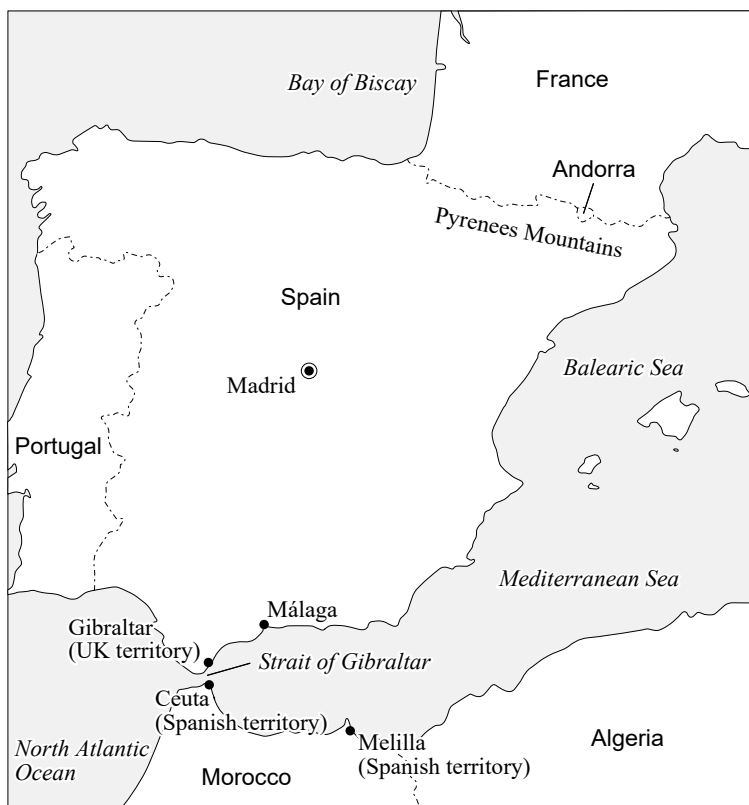 Bay of Biscay
France
Andorra
Pyrenees Mountains
Spain
Madrid
Balearic Sea
Portugal
Mediterranean Sea
Málaga
Gibraltar
(UK territory)
Strait of Gibraltar
Ceuta
(Spanish territory)
North Atlantic
Ocean
Melilla
(Spanish territory)
Algeria
Morocco